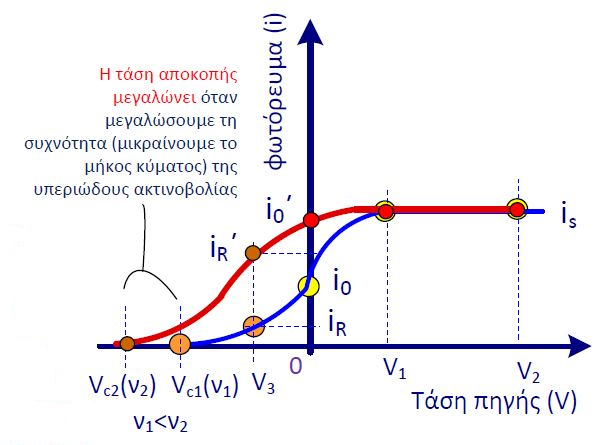 φωτόρευμα (i)
Η τάση αποκοπής
μεγαλώνει όταν
μεγαλώσουμε τη
συχνότητα (μικραίνουμε το
μήκος κύματος) της
υπεριώδους ακτινοβολίας
i0’
iR’
is
i0
iR
0
Vc2(ν2)
Vc1(ν1)
V3
V1
V2
ν1<ν2
Τάση πηγής (V)